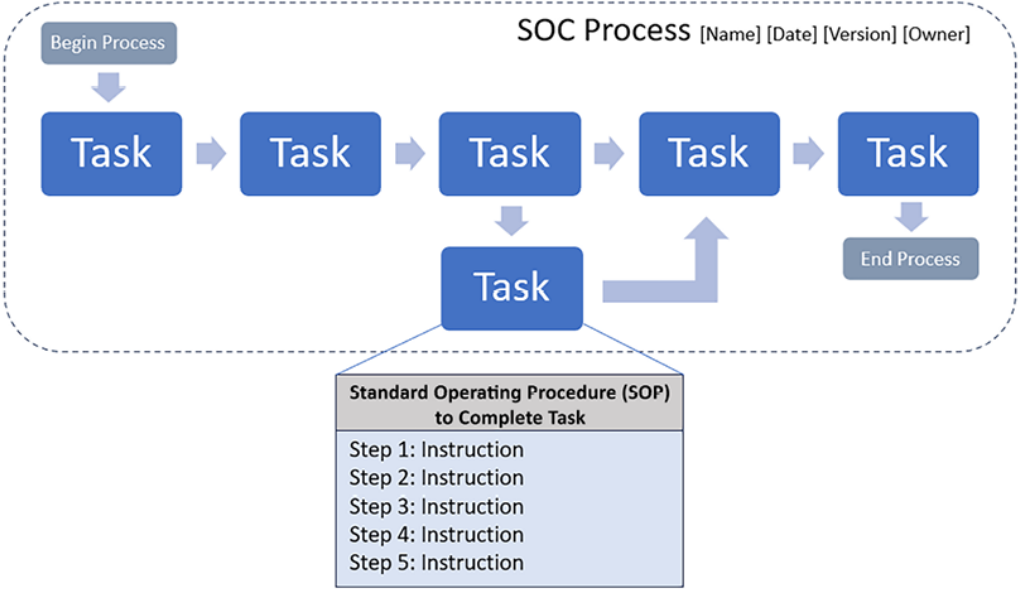 SOC Process [Name] [Date] [Version] [Owner]
Begin Process
Task
Task
Task
Task
Task
End Process
Task
Standard Operating Procedure (SOP)
to Complete Task
Step 1: Instruction
Step 2: Instruction
Step 3: Instruction
Step 4: Instruction
Step 5: Instruction